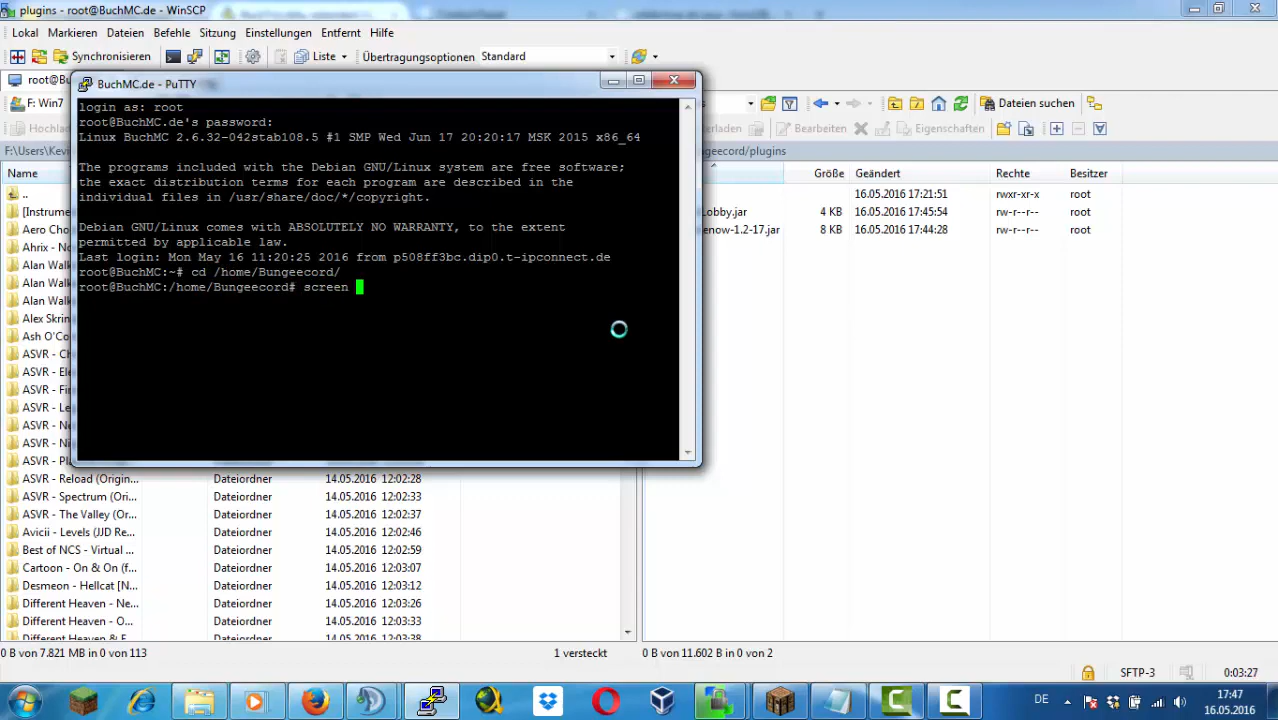 plugins - root@BuchMC.de - WinSCP
Lokal Markieren Dateien Befehle Sitzung Einstellungen Entfernt Hilfe
Synchronisieren Liste Übertragungsoptionen Standard
BuchMC.de - PuTTY
F: Win7
Dateien suchen
Bearbeiten Eigenschaften
F:\Users\Kevi
geecord/plugins
Name
Größe Geändert Rechte Besitzer
login as: root
root@BuchMC.de's password:
Linux BuchMC 2.6.32-042stab108.5 #1 SMP Wed Jun 17 20:20:17 MSK 2015 x86_64
The programs included with the Debian GNU/Linux system are free software;
the exact distribution terms for each program are described in the
individual files in /usr/share/doc/*/copyright.
Debian GNU/Linux comes with ABSOLUTELY NO WARRANTY, to the extent
permitted by applicable law.
Last login: Mon May 16 11:20:25 2016 from p508ff3bc.dip0.t-ipconnect.de
root@BuchMC:~# cd /home/Bungeecord/
root@BuchMC:/home/Bungeecord# screen
16.05.2016 17:21:51 rwxr-xr-x root
Lobby.jar 4 KB 16.05.2016 17:45:54 rw-r--r-- root
enow-1.2-17.jar 8 KB 16.05.2016 17:44:28 rw-r--r-- root
..
[Instrume
Aero Chor
Ahrix - No
Alan Walk
Alan Walk
Alan Walk
Alex Skrin
Ash O'Co
ASVR - Ch
ASVR - Ele
ASVR - Fir
ASVR - Le
ASVR - No
ASVR - Ni
ASVR - Pl
ASVR - Reload (Origin... Dateiordner 14.05.2016 12:02:28
ASVR - Spectrum (Ori... Dateiordner 14.05.2016 12:02:33
ASVR - The Valley (Or... Dateiordner 14.05.2016 12:02:37
Avicii - Levels (JJD Re... Dateiordner 14.05.2016 12:02:46
Best of NCS - Virtual ... Dateiordner 14.05.2016 12:02:59
Cartoon - On & On (f... Dateiordner 14.05.2016 12:03:07
Desmeon - Hellcat [N... Dateiordner 14.05.2016 12:03:12
Different Heaven - Ne... Dateiordner 14.05.2016 12:03:26
Different Heaven - O... Dateiordner 14.05.2016 12:03:33
Different Heaven & E... Dateiordner 14.05.2016 12:03:38
0 B von 7.821 MB in 0 von 113 1 versteckt
0 B von 11.602 B in 0 von 2
SFTP-3 0:03:27
DE 17:47
16.05.2016